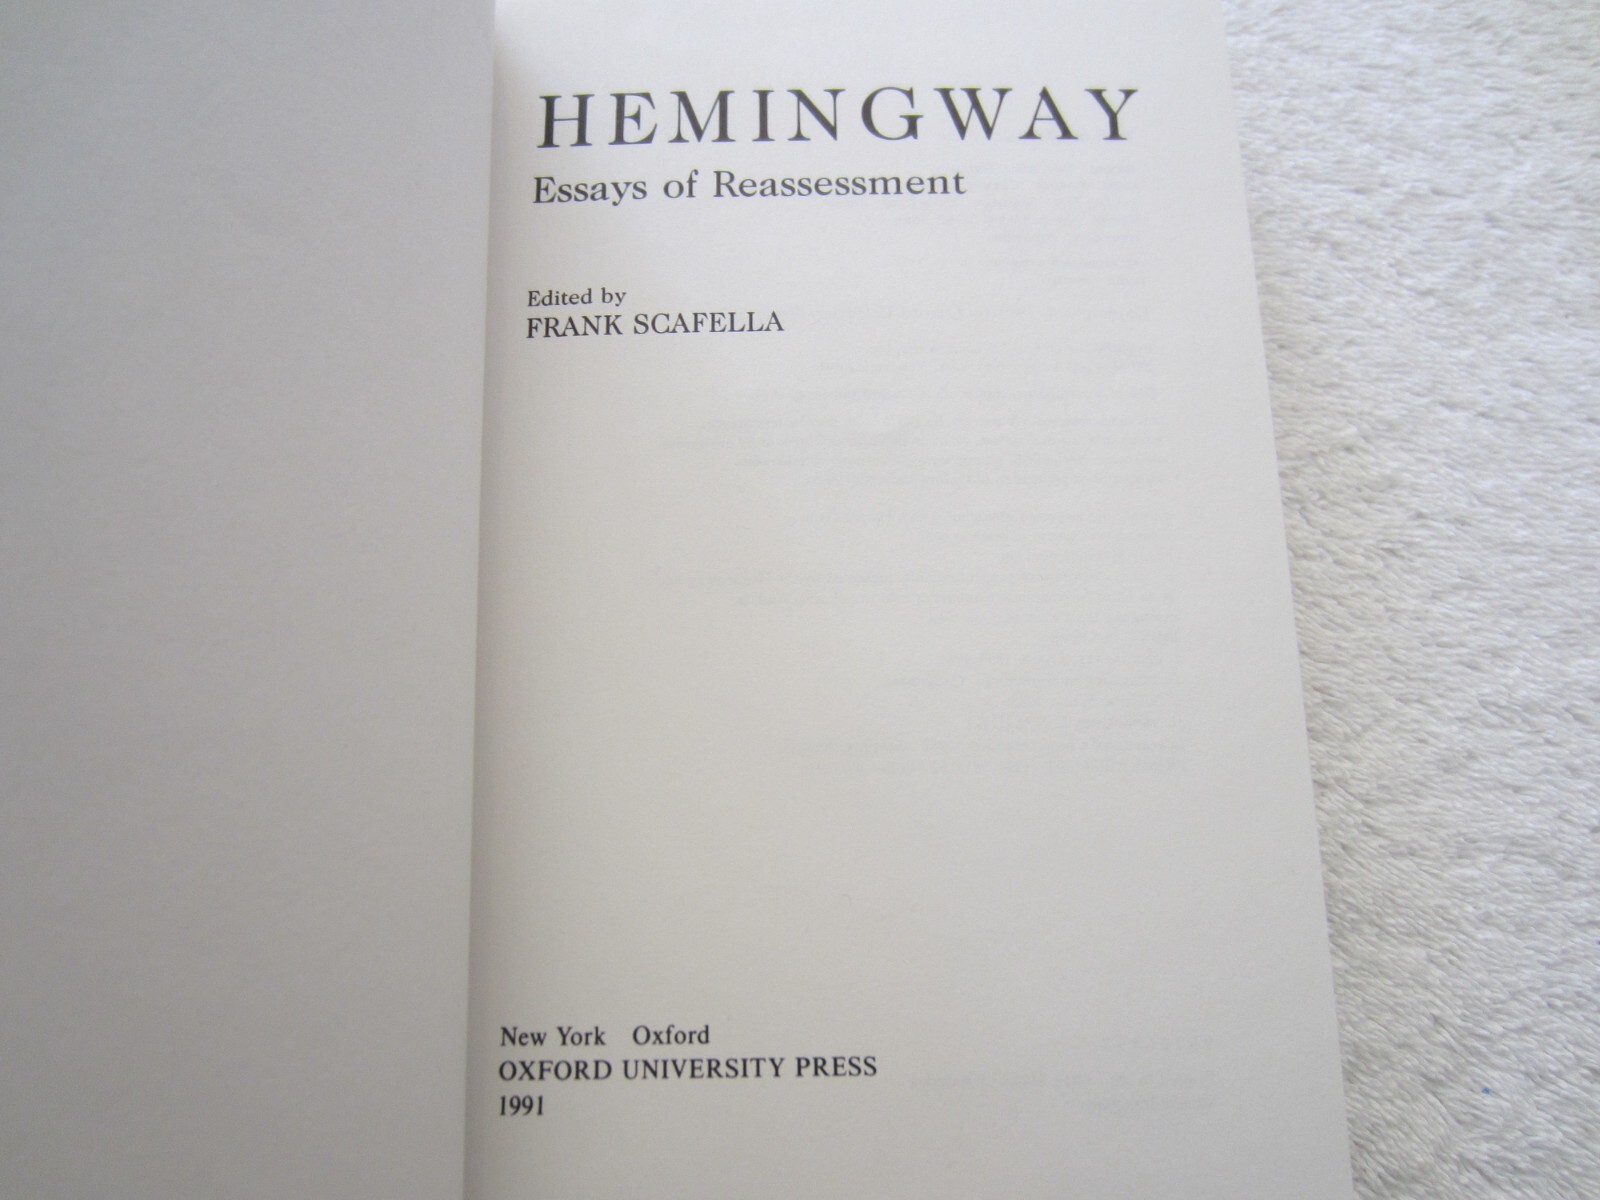 HEMINGWAY
Essays of Reassessment
Edited by
FRANK SCAFELLA
New York Oxford
OXFORD UNIVERSITY PRESS
1991